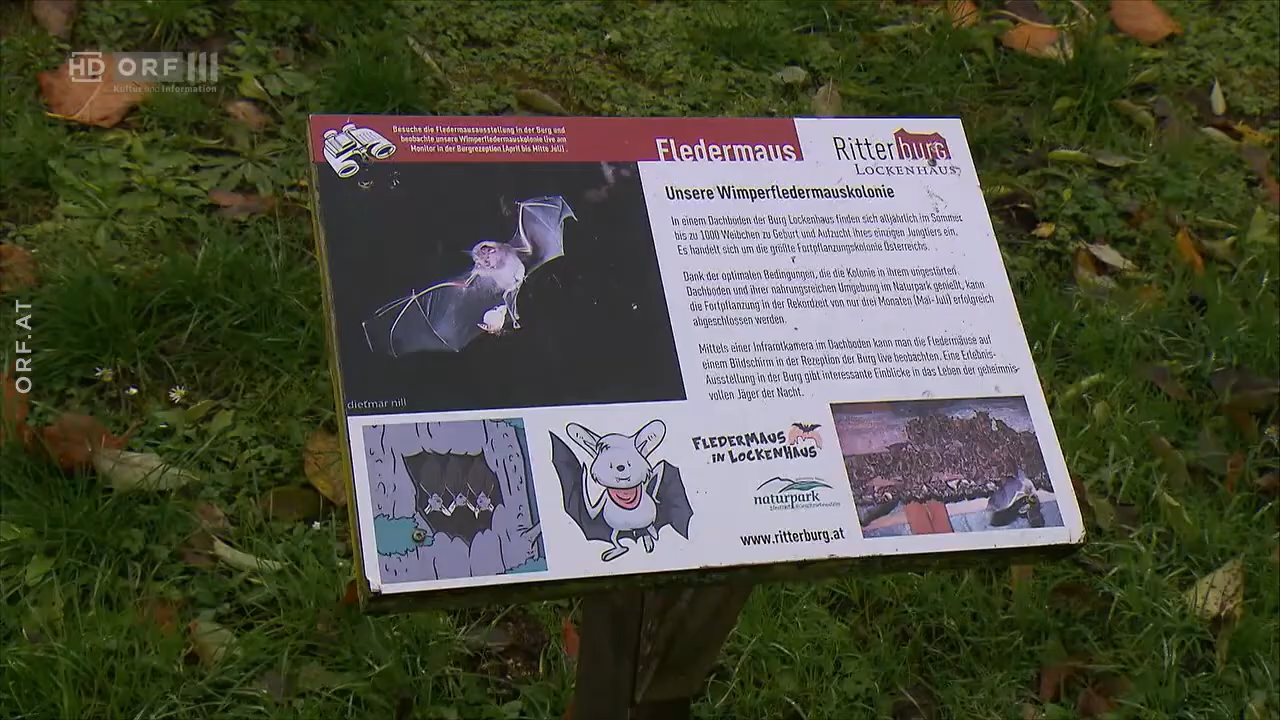 HD ORF III
Kultur und Information
ORF.AT
Besuche die Fledermausausstellung in der Burg und
beobachte unsere Wimperfledermauskolonie live am
Monitor in der Burgrezeption (April bis Mitte Juli).
Fledermaus
Ritterburg
LOCKENHAUS
Unsere Wimperfledermauskolonie
In einem Dachboden der Burg Lockenhaus finden sich alljährlich im Sommer
bis zu 1000 Weibchen zu Geburt und Aufzucht ihres einzigen Jungtiers ein.
Es handelt sich um die größte Fortpflanzungskolonie Österreichs.
Dank der optimalen Bedingungen, die die Kolonie in ihrem ungestörten
Dachboden und ihrer nahrungsreichen Umgebung im Naturpark genießt, kann
die Fortpflanzung in der Rekordzeit von nur drei Monaten (Mai-Juli) erfolgreich
abgeschlossen werden.
Mittels einer Infrarotkamera im Dachboden kann man die Fledermäuse auf
einem Bildschirm in der Rezeption der Burg live beobachten. Eine Erlebnis-
Ausstellung in der Burg gibt interessante Einblicke in das Leben der geheimnis-
vollen Jäger der Nacht.
dietmar nill
FLEDERMAUS
IN LOCKENHAUS
naturpark
www.ritterburg.at